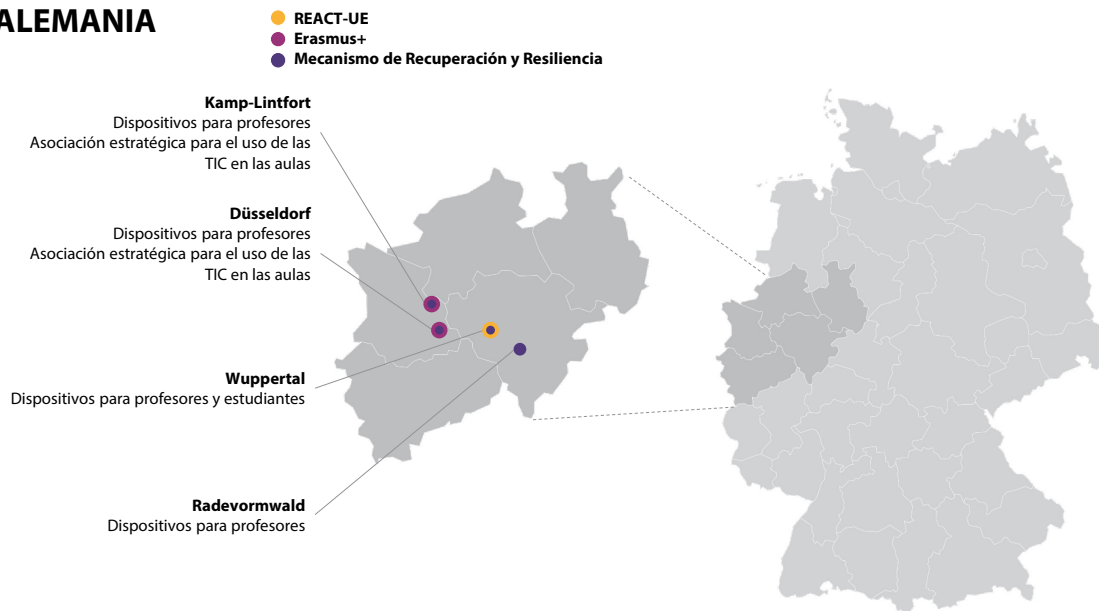 ALEMANIA
REACT-UE
Erasmus+
Mecanismo de Recuperación y Resiliencia
Kamp-Lintfort
Dispositivos para profesores
Asociación estratégica para el uso de las
TIC en las aulas
Düsseldorf
Dispositivos para profesores
Asociación estratégica para el uso de las
TIC en las aulas
Wuppertal
Dispositivos para profesores y estudiantes
Radevormwald
Dispositivos para profesores